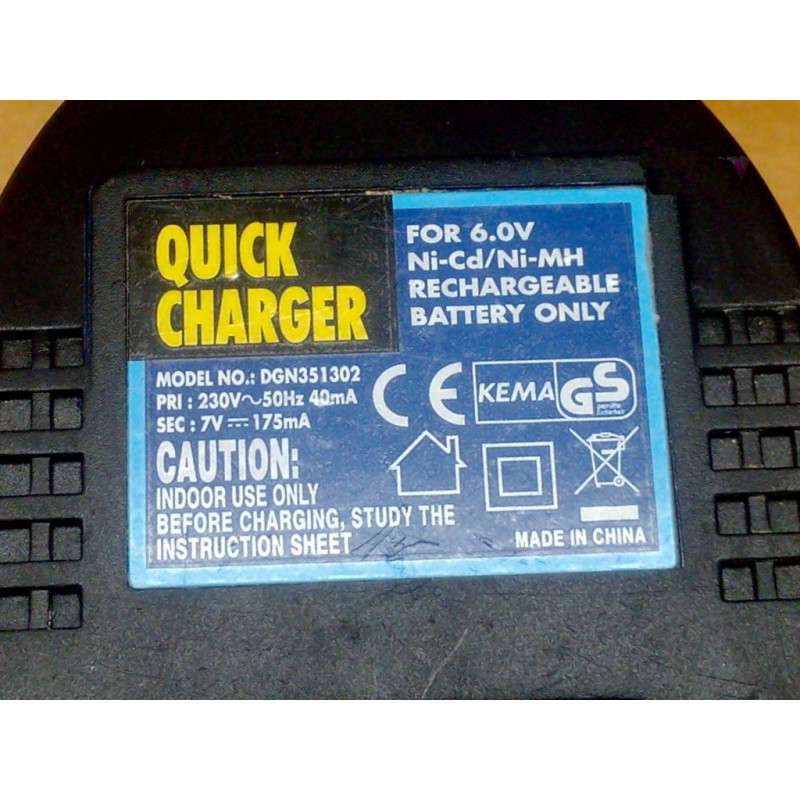 QUICK
CHARGER
FOR 6.0V
Ni-Cd/Ni-MH
RECHARGEABLE
BATTERY ONLY
MODEL NO.: DGN351302
PRI : 230V～50Hz 40mA
SEC : 7V ⎓ 175mA
CE
KEMA GS
geprüfte
Sicherheit
CAUTION:
INDOOR USE ONLY
BEFORE CHARGING, STUDY THE
INSTRUCTION SHEET
MADE IN CHINA